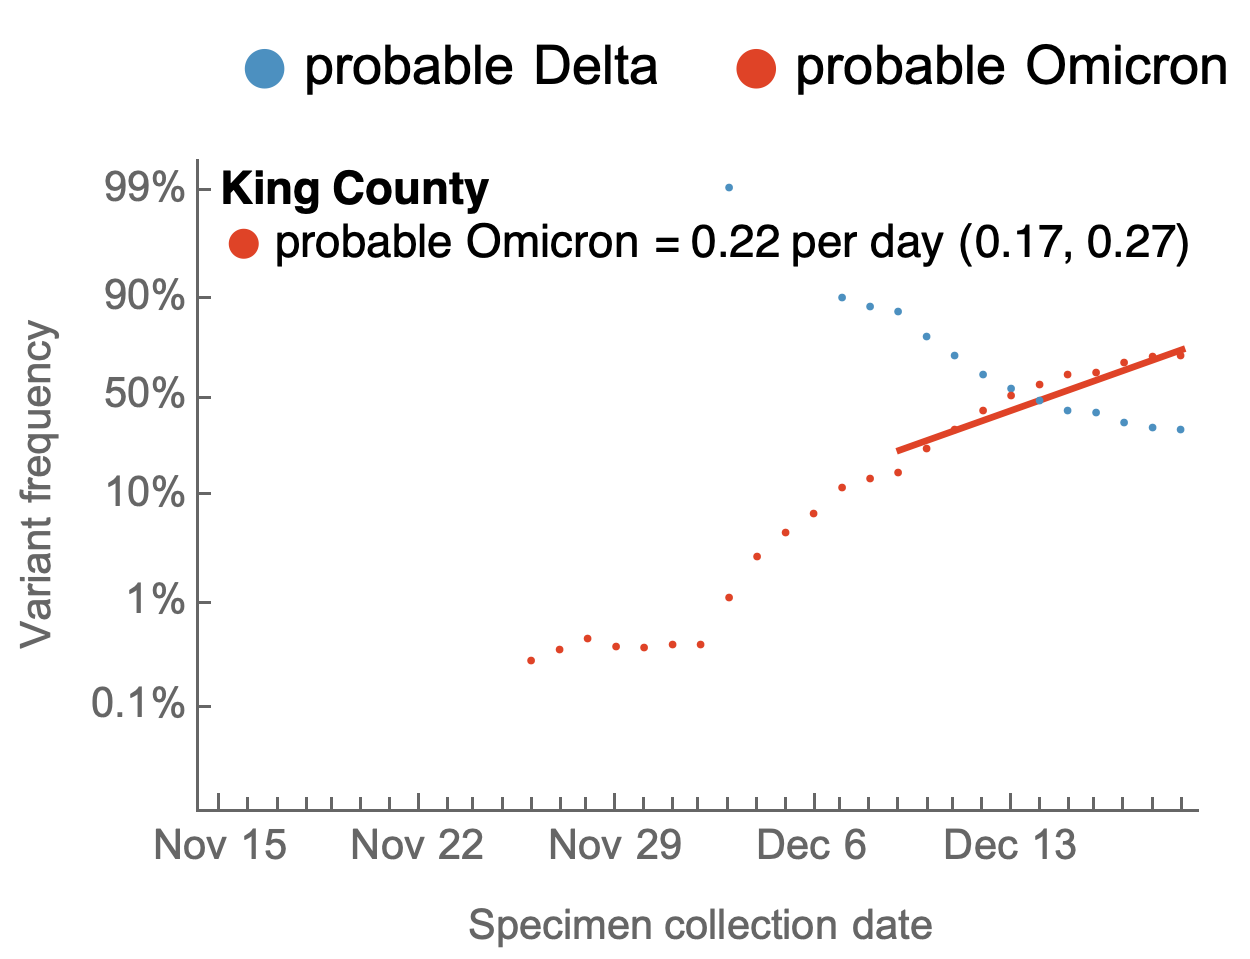 probable Delta probable Omicron
King County
probable Omicron = 0.22 per day (0.17, 0.27)
99%
90%
50%
10%
1%
0.1%
Variant frequency
Nov 15 Nov 22 Nov 29 Dec 6 Dec 13
Specimen collection date